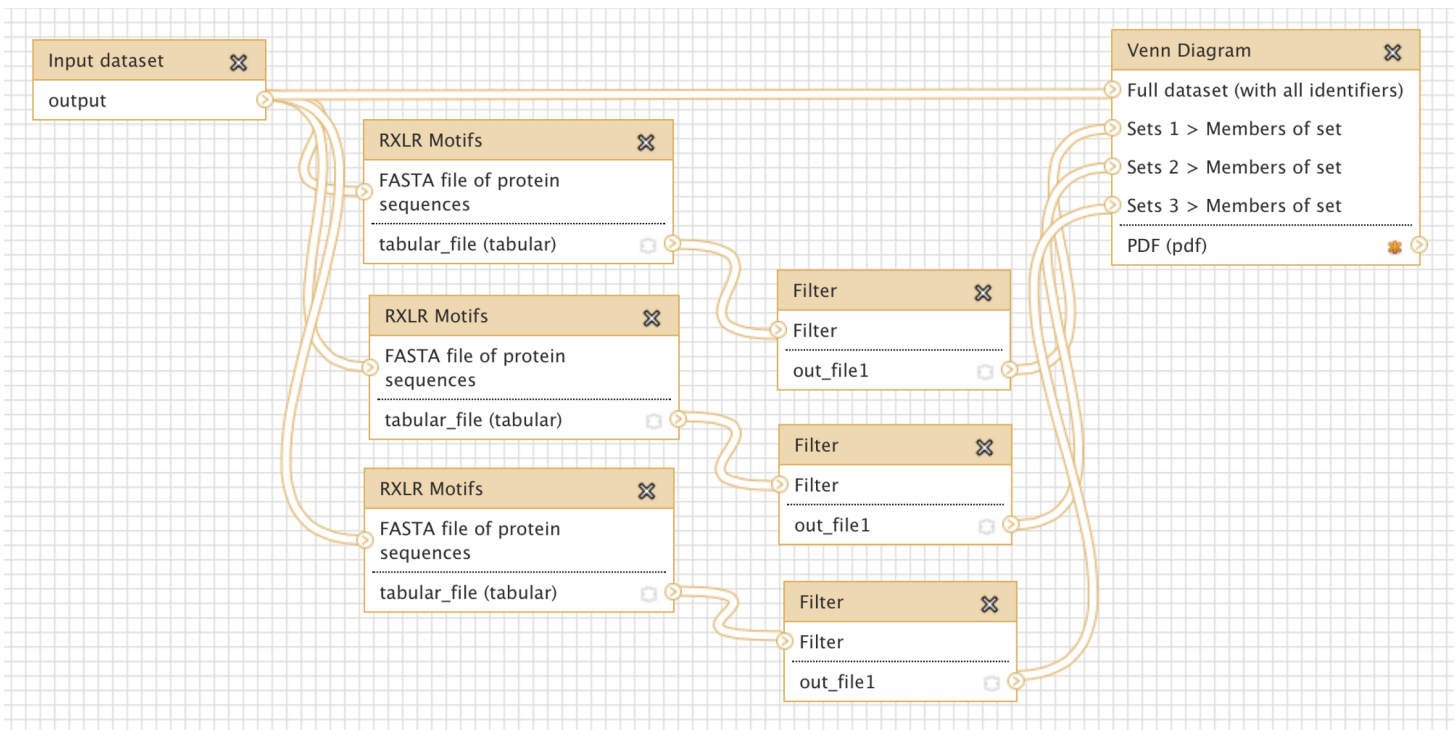 Input dataset
output
RXLR Motifs
FASTA file of protein
sequences
tabular_file (tabular)
RXLR Motifs
FASTA file of protein
sequences
tabular_file (tabular)
RXLR Motifs
FASTA file of protein
sequences
tabular_file (tabular)
Filter
Filter
out_file1
Filter
Filter
out_file1
Filter
Filter
out_file1
Venn Diagram
Full dataset (with all identifiers)
Sets 1 > Members of set
Sets 2 > Members of set
Sets 3 > Members of set
PDF (pdf)